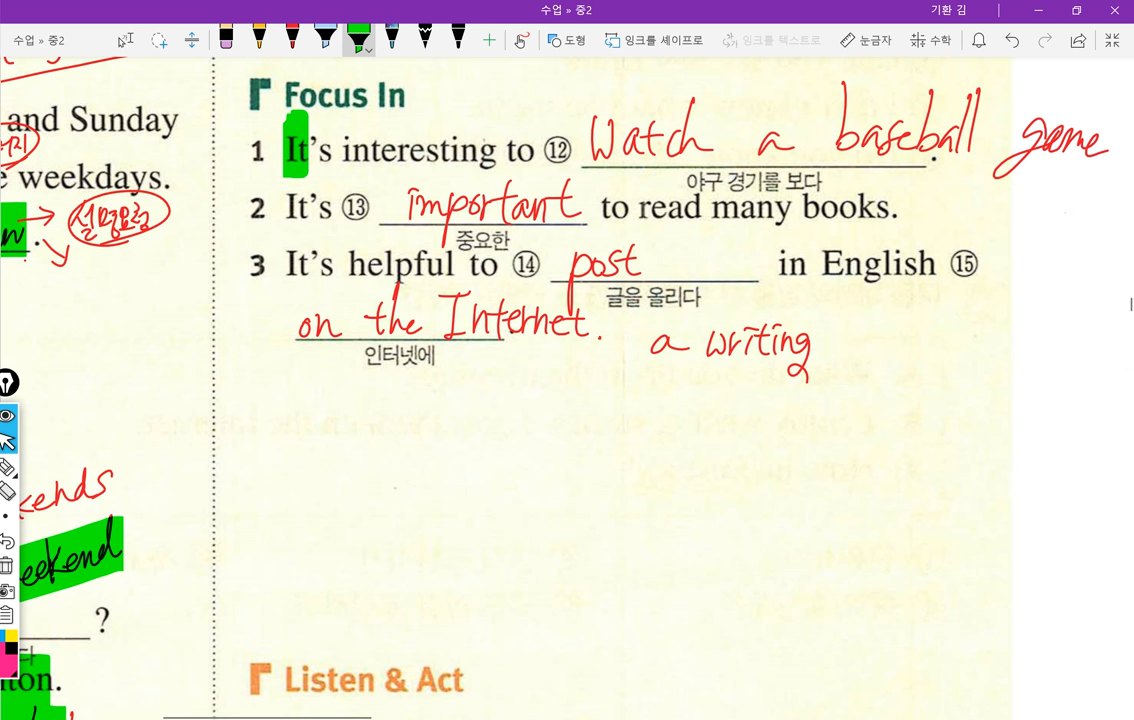 수업 » 중2
기환 김
수업 » 중2
도형
잉크를 셰이프로
잉크를 텍스트로
눈금자
수학
and Sunday
weekdays.
설명요령
kends
eekend
?
다
ton.
Focus In
1 It's interesting to ⑫ Watch a baseball game.
야구 경기를 보다
2 It's ⑬ important to read many books.
중요한
3 It's helpful to ⑭ post in English ⑮
글을 올리다
on the Internet. a writing
인터넷에
Listen & Act